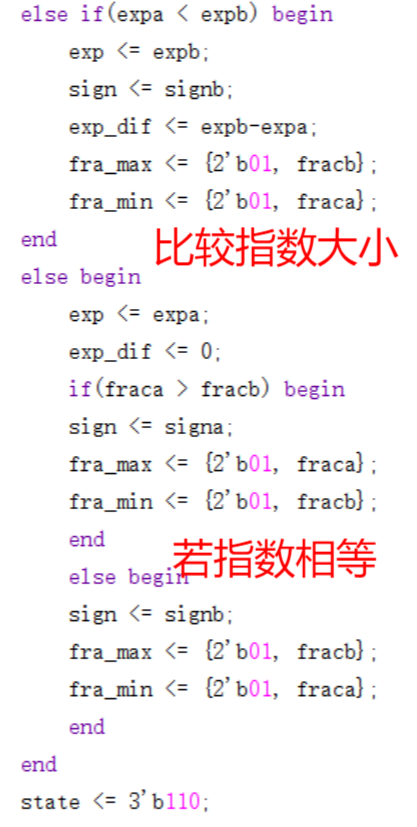 else if(expa < expb) begin
exp <= expb;
sign <= signb;
exp_dif <= expb-expa;
fra_max <= {2'b01, fracb};
fra_min <= {2'b01, fraca};
end
比较指数大小
else begin
exp <= expa;
exp_dif <= 0;
if(fraca > fracb) begin
sign <= signa;
fra_max <= {2'b01, fraca};
fra_min <= {2'b01, fracb};
end
若指数相等
else begin
sign <= signb;
fra_max <= {2'b01, fracb};
fra_min <= {2'b01, fraca};
end
end
state <= 3'b110;